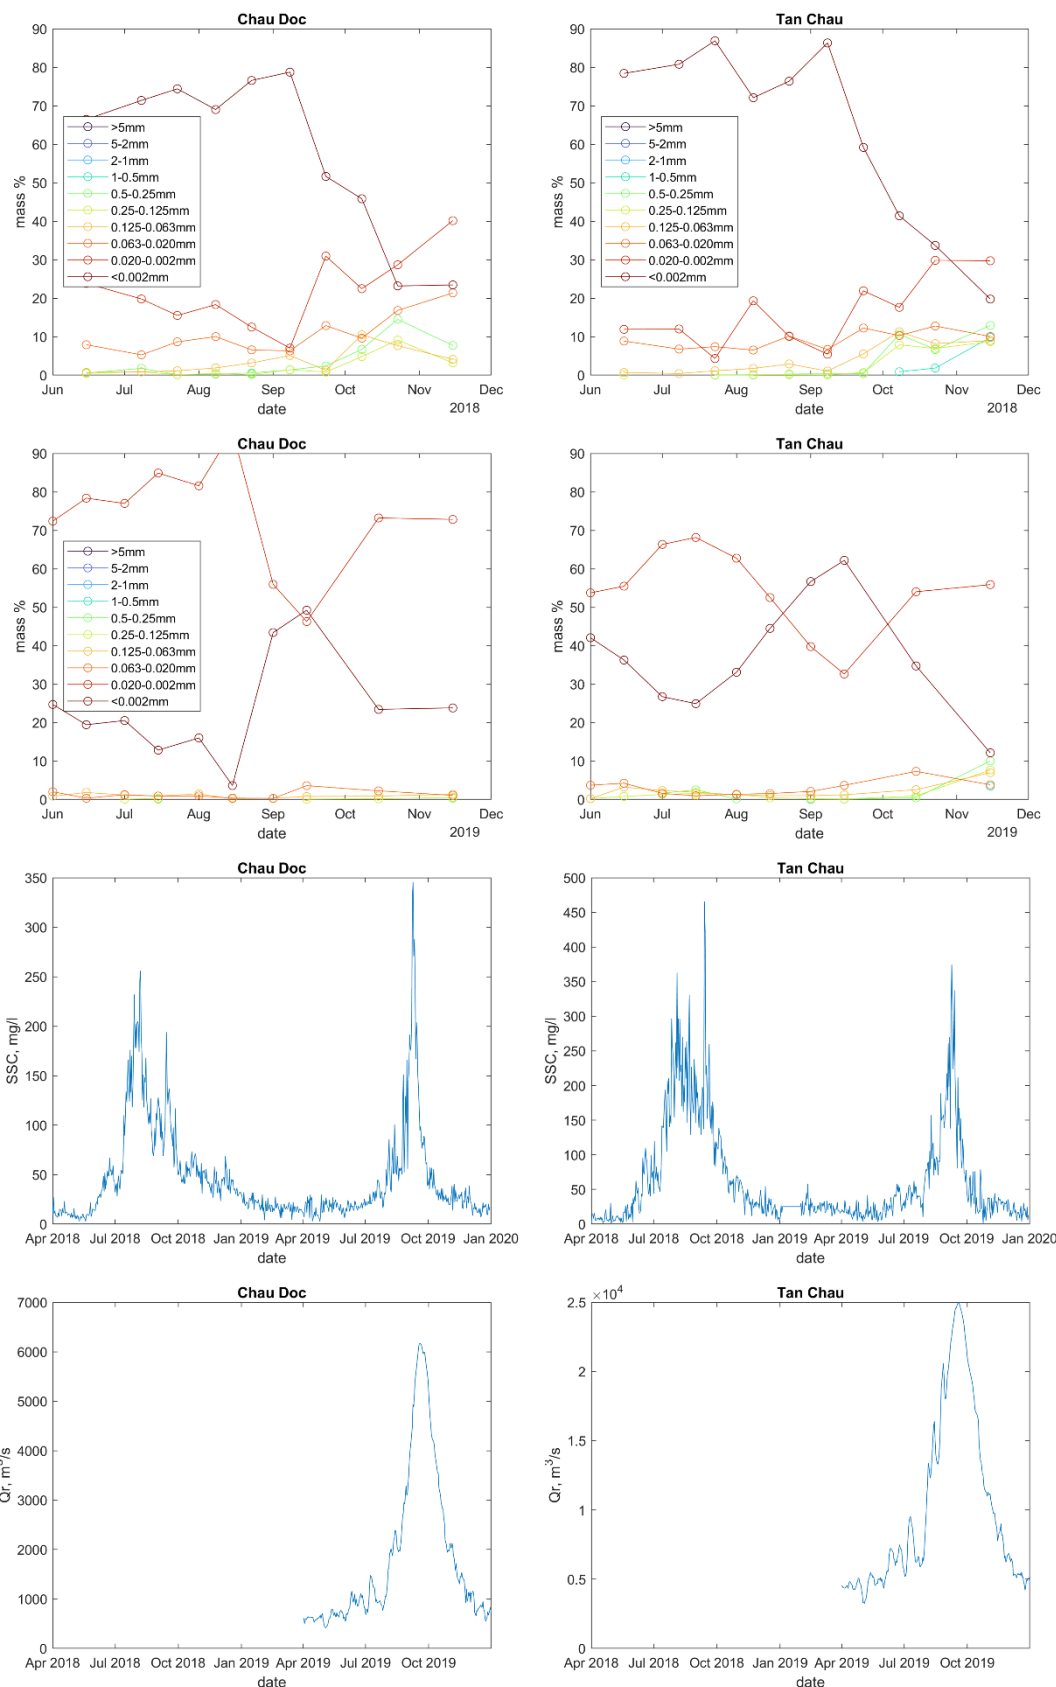 Chau Doc
90
80
70
60
50
40
30
20
10
0
mass %
>5mm
5-2mm
2-1mm
1-0.5mm
0.5-0.25mm
0.25-0.125mm
0.125-0.063mm
0.063-0.020mm
0.020-0.002mm
<0.002mm
Jun Jul Aug Sep Oct Nov Dec
date 2018
Tan Chau
90
80
70
60
50
40
30
20
10
0
mass %
>5mm
5-2mm
2-1mm
1-0.5mm
0.5-0.25mm
0.25-0.125mm
0.125-0.063mm
0.063-0.020mm
0.020-0.002mm
<0.002mm
Jun Jul Aug Sep Oct Nov Dec
date 2018
Chau Doc
90
80
70
60
50
40
30
20
10
0
mass %
>5mm
5-2mm
2-1mm
1-0.5mm
0.5-0.25mm
0.25-0.125mm
0.125-0.063mm
0.063-0.020mm
0.020-0.002mm
<0.002mm
Jun Jul Aug Sep Oct Nov Dec
date 2019
Tan Chau
90
80
70
60
50
40
30
20
10
0
mass %
Jun Jul Aug Sep Oct Nov Dec
date 2019
Chau Doc
350
300
250
200
150
100
50
0
SSC, mg/l
Apr 2018 Jul 2018 Oct 2018 Jan 2019 Apr 2019 Jul 2019 Oct 2019 Jan 2020
date
Tan Chau
500
450
400
350
300
250
200
150
100
50
0
SSC, mg/l
Apr 2018 Jul 2018 Oct 2018 Jan 2019 Apr 2019 Jul 2019 Oct 2019 Jan 2020
date
Chau Doc
7000
6000
5000
4000
3000
2000
1000
0
Qr, m³/s
Apr 2018 Jul 2018 Oct 2018 Jan 2019 Apr 2019 Jul 2019 Oct 2019
date
Tan Chau
×10⁴
2.5
2
1.5
1
0.5
0
Qr, m³/s
Apr 2018 Jul 2018 Oct 2018 Jan 2019 Apr 2019 Jul 2019 Oct 2019
date